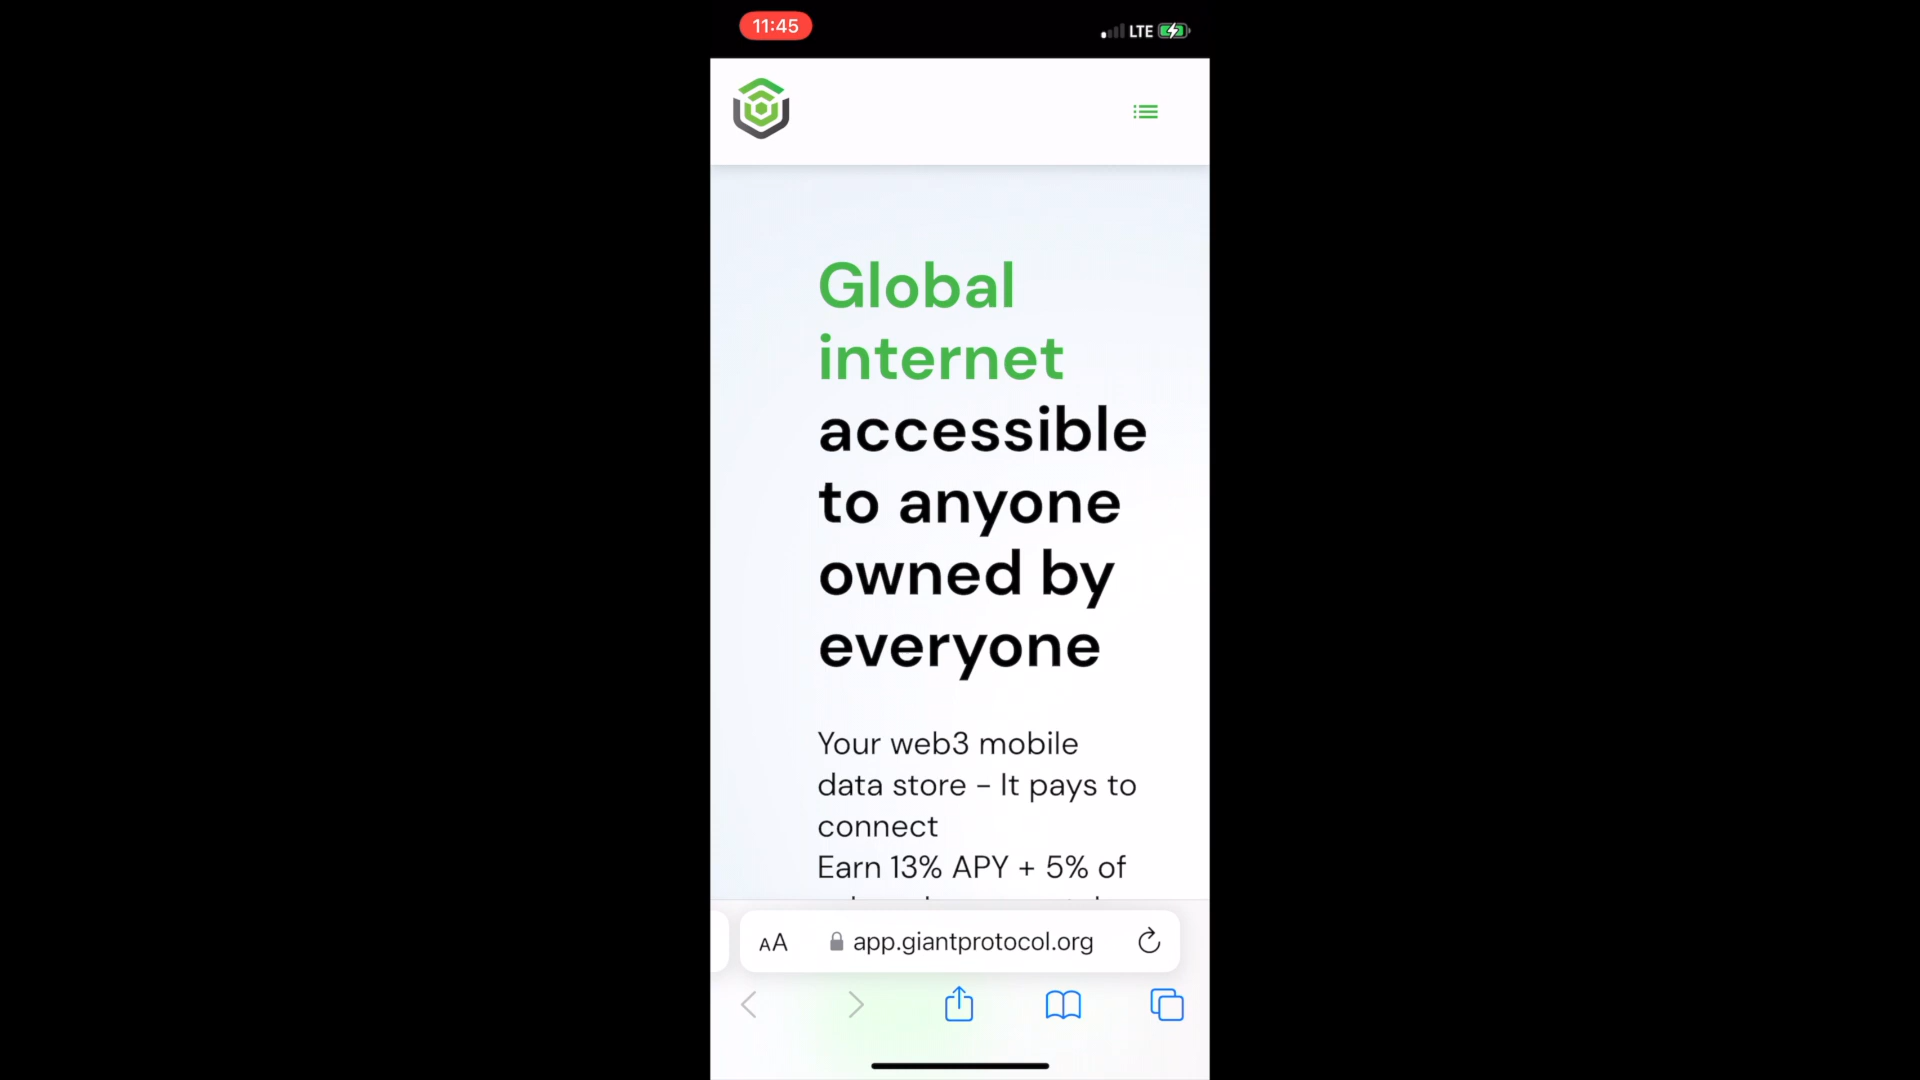 11:45
LTE
Global
internet
accessible
to anyone
owned by
everyone
Your web3 mobile
data store - It pays to
connect
Earn 13% APY + 5% of
AA app.giantprotocol.org